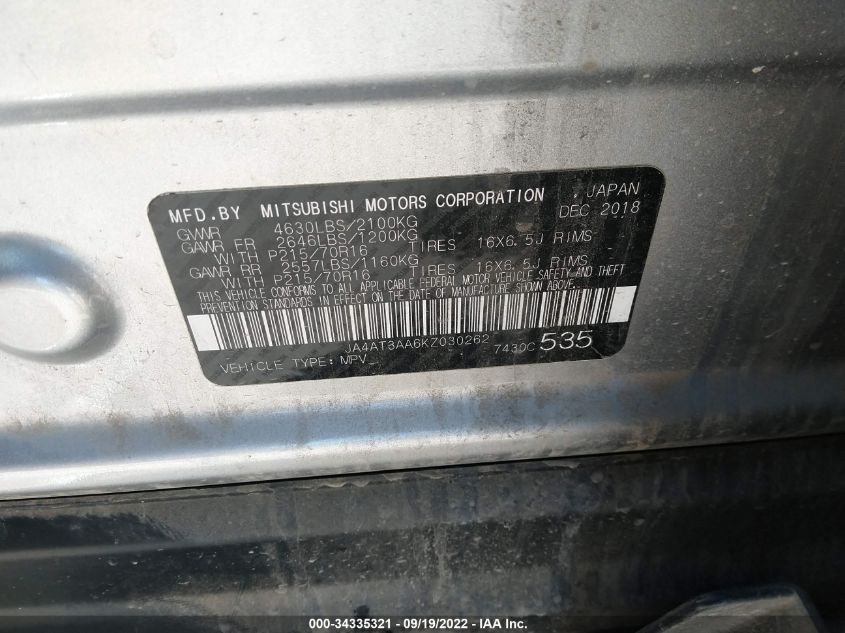 MFD.BY MITSUBISHI MOTORS CORPORATION JAPAN
GVWR 4630LBS/2100KG DEC 2018
GAWR FR 2646LBS/1200KG
WITH P215/70R16 TIRES 16X6.5J RIMS
GAWR RR 2557LBS/1160KG
WITH P215/70R16 TIRES 16X6.5J RIMS
THIS VEHICLE CONFORMS TO ALL APPLICABLE FEDERAL MOTOR VEHICLE SAFETY AND THEFT
PREVENTION STANDARDS IN EFFECT ON THE DATE OF MANUFACTURE SHOWN ABOVE.
JA4AT3AA6KZ030262
VEHICLE TYPE: MPV 7430C 535
000-34335321 - 09/19/2022 - IAA Inc.